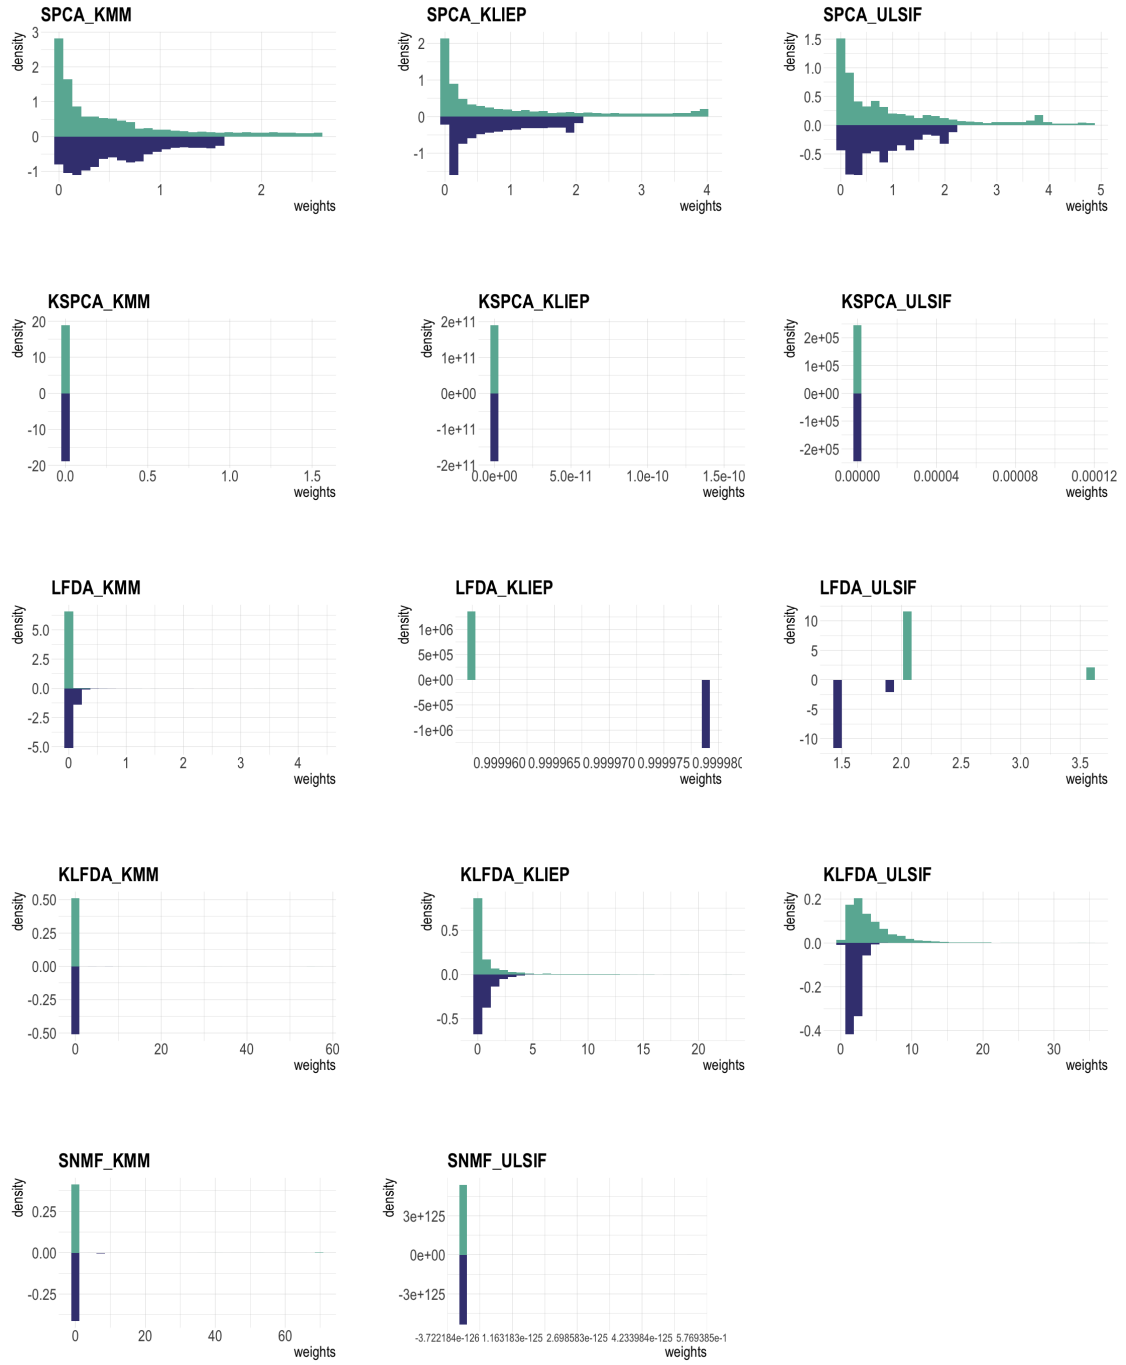 SPCA_KMM
density
3
2
1
0
-1
0 1 2
weights
SPCA_KLIEP
density
2
1
0
-1
0 1 2 3 4
weights
SPCA_ULSIF
density
1.5
1.0
0.5
0.0
-0.5
0 1 2 3 4 5
weights
KSPCA_KMM
density
20
10
0
-10
-20
0.0 0.5 1.0 1.5
weights
KSPCA_KLIEP
density
2e+11
1e+11
0e+00
-1e+11
-2e+11
0.0e+00 5.0e-11 1.0e-10 1.5e-10
weights
KSPCA_ULSIF
density
2e+05
1e+05
0e+00
-1e+05
-2e+05
0.00000 0.00004 0.00008 0.00012
weights
LFDA_KMM
density
5.0
2.5
0.0
-2.5
-5.0
0 1 2 3 4
weights
LFDA_KLIEP
density
1e+06
5e+05
0e+00
-5e+05
-1e+06
0.999960 0.999965 0.999970 0.999975 0.999980
weights
LFDA_ULSIF
density
10
5
0
-5
-10
1.5 2.0 2.5 3.0 3.5
weights
KLFDA_KMM
density
0.50
0.25
0.00
-0.25
-0.50
0 20 40 60
weights
KLFDA_KLIEP
density
0.5
0.0
-0.5
0 5 10 15 20
weights
KLFDA_ULSIF
density
0.2
0.0
-0.2
-0.4
0 10 20 30
weights
SNMF_KMM
density
0.25
0.00
-0.25
0 20 40 60
weights
SNMF_ULSIF
density
3e+125
0e+00
-3e+125
-3.722184e-126 1.163183e-125 2.698583e-125 4.233984e-125 5.769385e-1
weights